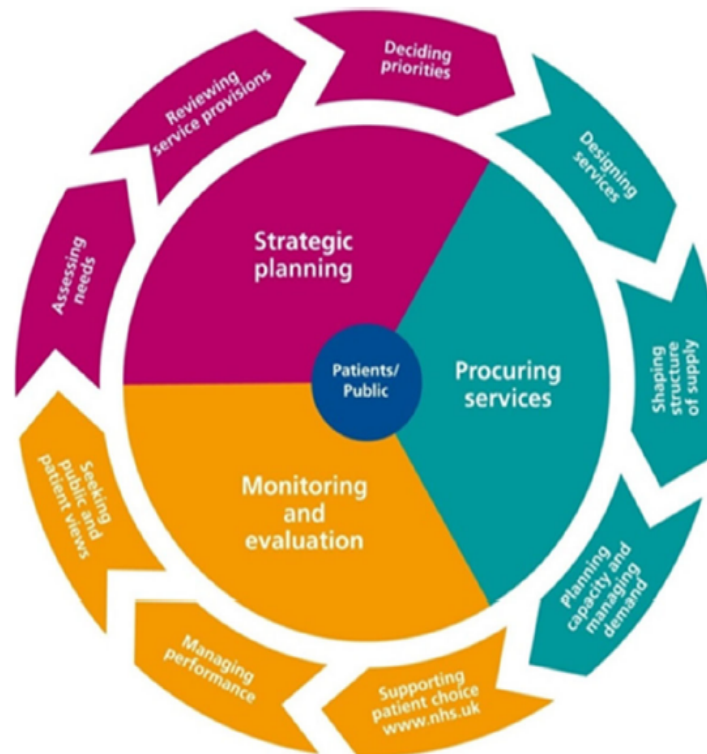 Deciding
priorities
Designing
services
Shaping
structure
of supply
Planning
capacity and
managing
demand
Supporting
patient choice
www.nhs.uk
Managing
performance
Seeking
public and
patient views
Assessing
needs
Reviewing
service provisions
Strategic
planning
Procuring
services
Monitoring
and
evaluation
Patients/
Public